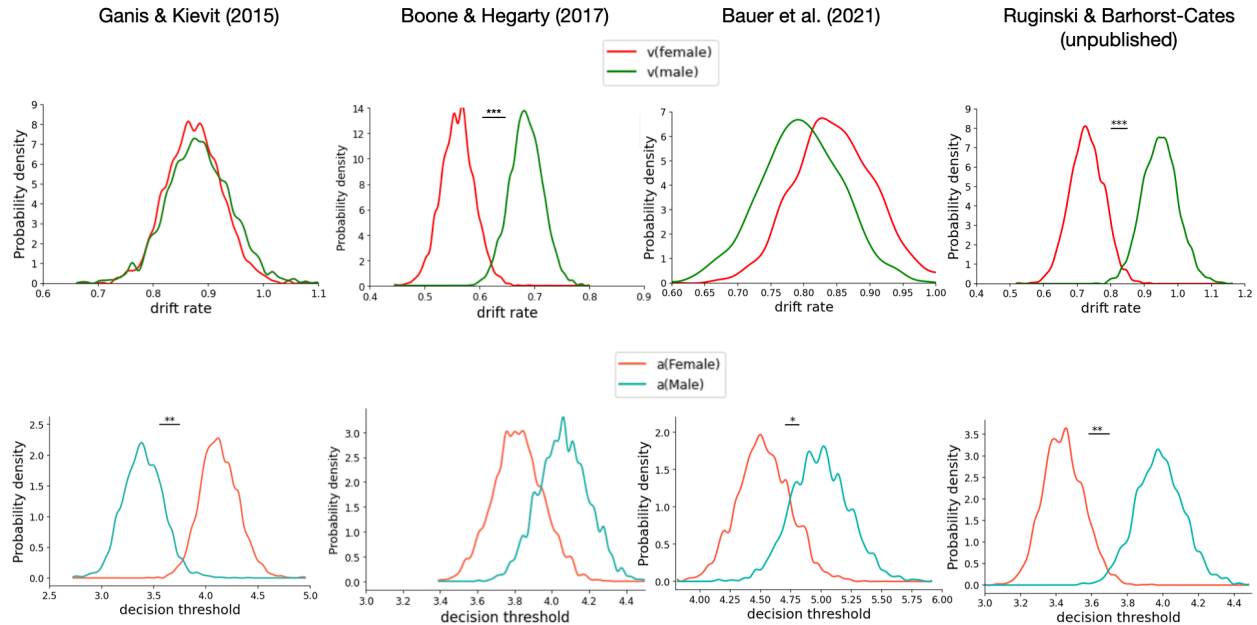 Ganis & Kievit (2015)
Boone & Hegarty (2017)
Bauer et al. (2021)
Ruginski & Barhorst-Cates
(unpublished)
v(female)
v(male)
Probability density
9
8
7
6
5
4
3
2
1
0
0.6 0.7 0.8 0.9 1.0 1.1
drift rate
***
Probability density
14
12
10
8
6
4
2
0
0.4 0.5 0.6 0.7 0.8 0.9
drift rate
Probability density
7
6
5
4
3
2
1
0
0.60 0.65 0.70 0.75 0.80 0.85 0.90 0.95 1.00
drift rate
***
Probability density
9
8
7
6
5
4
3
2
1
0
0.4 0.5 0.6 0.7 0.8 0.9 1.0 1.1 1.2
drift rate
a(Female)
a(Male)
**
Probability density
2.5
2.0
1.5
1.0
0.5
0.0
2.5 3.0 3.5 4.0 4.5 5.0
decision threshold
Probability density
3.0
2.5
2.0
1.5
1.0
0.5
0.0
3.0 3.2 3.4 3.6 3.8 4.0 4.2 4.4
decision threshold
*
Probability density
2.0
1.5
1.0
0.5
0.0
4.00 4.25 4.50 4.75 5.00 5.25 5.50 5.75 6.00
decision threshold
**
Probability density
3.5
3.0
2.5
2.0
1.5
1.0
0.5
0.0
3.0 3.2 3.4 3.6 3.8 4.0 4.2 4.4
decision threshold